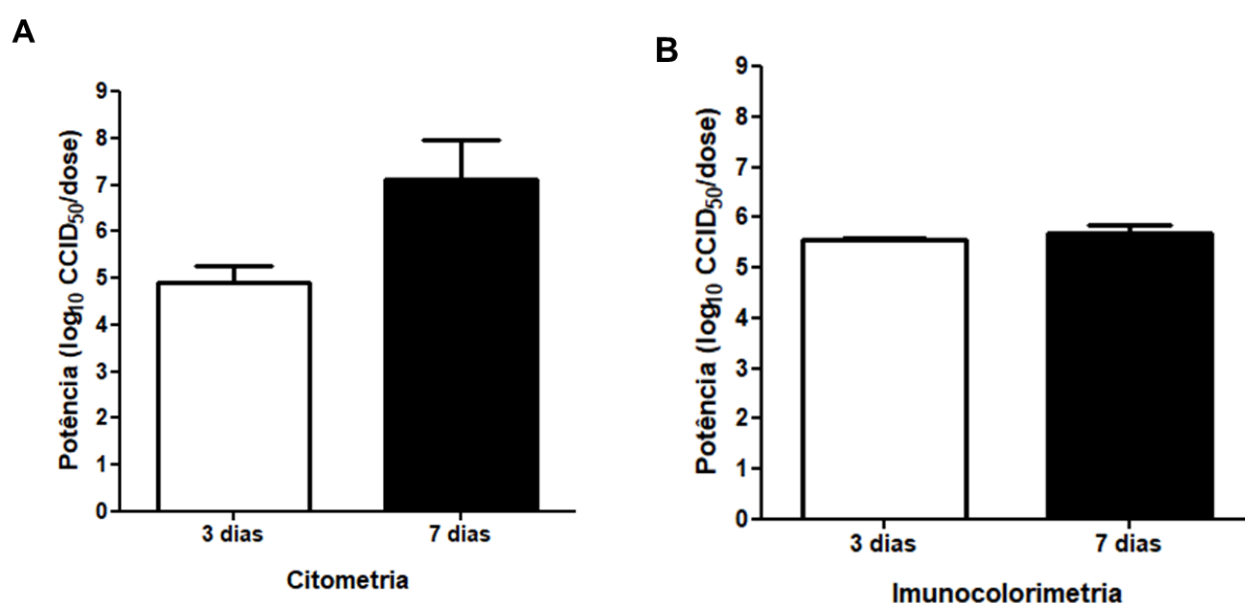 A
Potência (log10 CCID50/dose)
9
8
7
6
5
4
3
2
1
0
3 dias
7 dias
Citometria
B
Potência (log10 CCID50/dose)
9
8
7
6
5
4
3
2
1
0
3 dias
7 dias
Imunocolorimetria